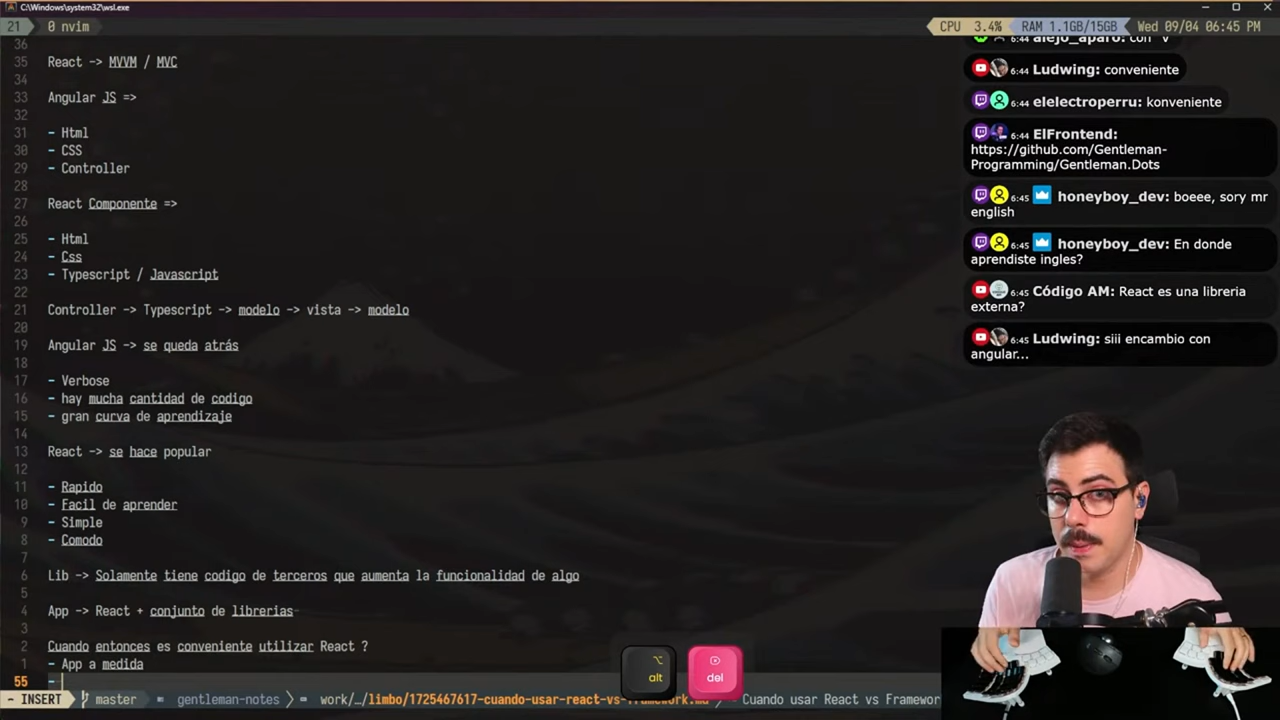 C:\Windows\system32\wsl.exe
21 0 nvim CPU 3.4% RAM 1.1GB/15GB Wed 09/04 06:45 PM
36
35 React -> MVVM / MVC
34
33 Angular JS =>
32
31 - Html
30 - CSS
29 - Controller
28
27 React Componente =>
26
25 - Html
24 - Css
23 - Typescript / Javascript
22
21 Controller -> Typescript -> modelo -> vista -> modelo
20
19 Angular JS -> se queda atrás
18
17 - Verbose
16 - hay mucha cantidad de codigo
15 - gran curva de aprendizaje
14
13 React -> se hace popular
12
11 - Rapido
10 - Facil de aprender
9 - Simple
8 - Comodo
7
6 Lib -> Solamente tiene codigo de terceros que aumenta la funcionalidad de algo
5
4 App -> React + conjunto de librerias
3
2 Cuando entonces es conveniente utilizar React ?
1 - App a medida
55 -
- INSERT master gentleman-notes work/…/limbo/1725467617-cuando-usar-react-vs-framework.md Cuando usar React vs Framewor
6:44 alejo_aparo: con "v"
6:44 Ludwing: conveniente
6:44 elelectroperru: konveniente
6:44 ElFrontend:
https://github.com/Gentleman-
Programming/Gentleman.Dots
6:45 honeyboy_dev: boeee, sory mr
english
6:45 honeyboy_dev: En donde
aprendiste ingles?
6:45 Código AM: React es una libreria
externa?
6:45 Ludwing: siii encambio con
angular...
alt
del